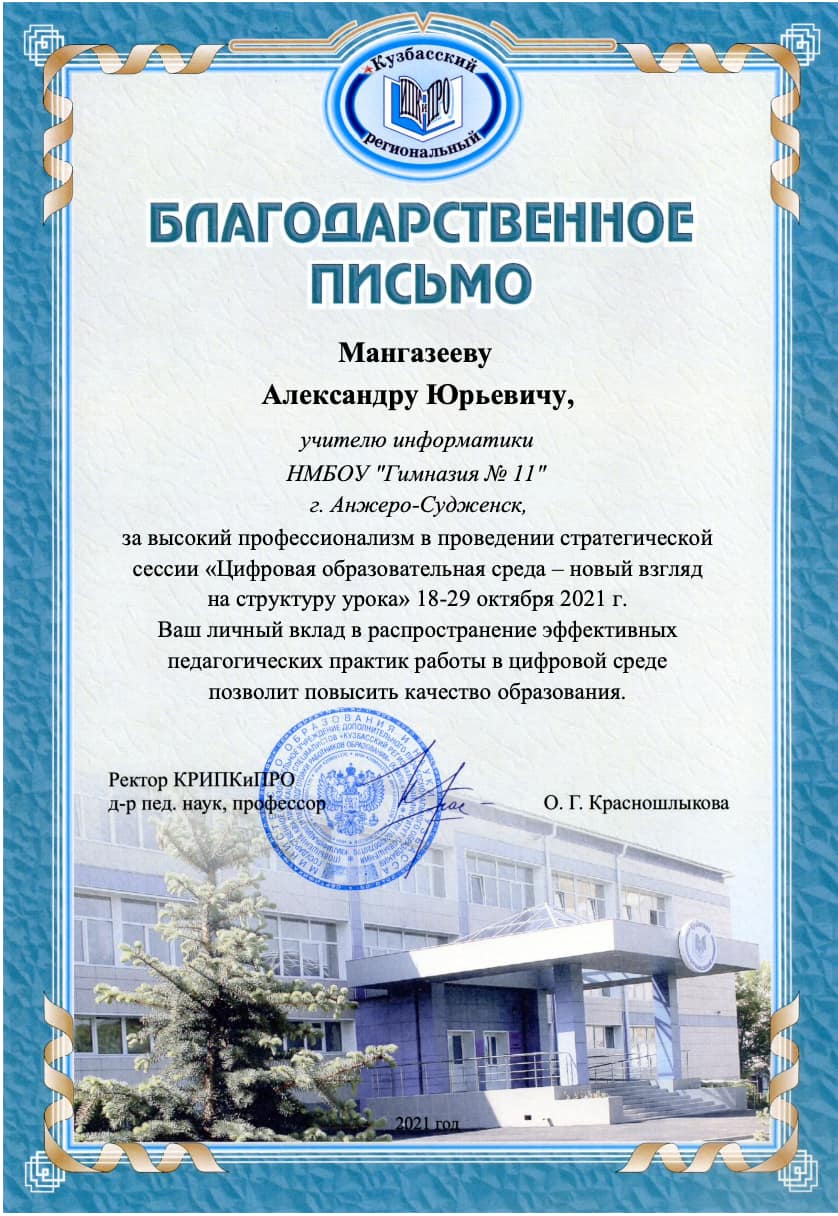 Кузбасский
ИПКиПРО
региональный
БЛАГОДАРСТВЕННОЕ
ПИСЬМО
Мангазееву
Александру Юрьевичу,
учителю информатики
НМБОУ "Гимназия № 11"
г. Анжеро-Судженск,
за высокий профессионализм в проведении стратегической
сессии «Цифровая образовательная среда – новый взгляд
на структуру урока» 18-29 октября 2021 г.
Ваш личный вклад в распространение эффективных
педагогических практик работы в цифровой среде
позволит повысить качество образования.
Ректор КРИПКиПРО
д-р пед. наук, профессор
О. Г. Красношлыкова
2021 год